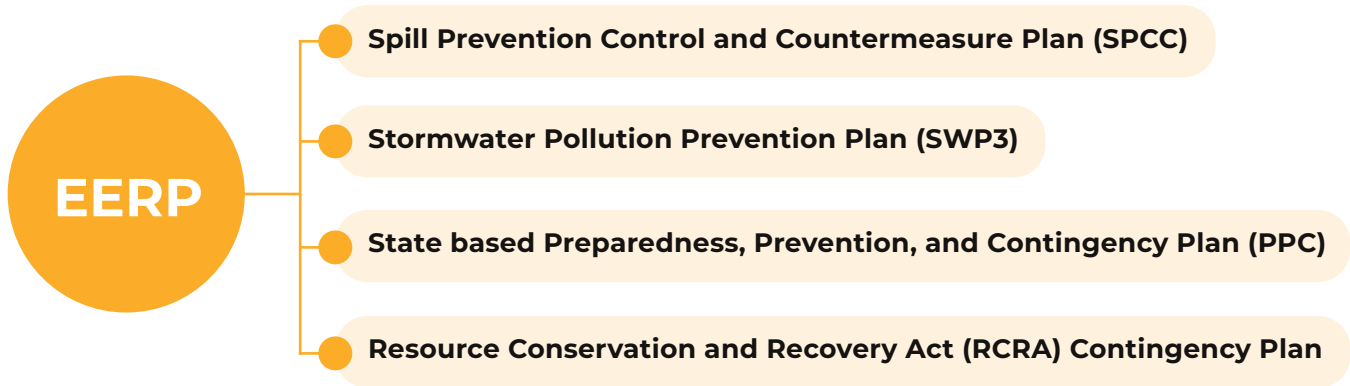 EERP
Spill Prevention Control and Countermeasure Plan (SPCC)
Stormwater Pollution Prevention Plan (SWP3)
State based Preparedness, Prevention, and Contingency Plan (PPC)
Resource Conservation and Recovery Act (RCRA) Contingency Plan